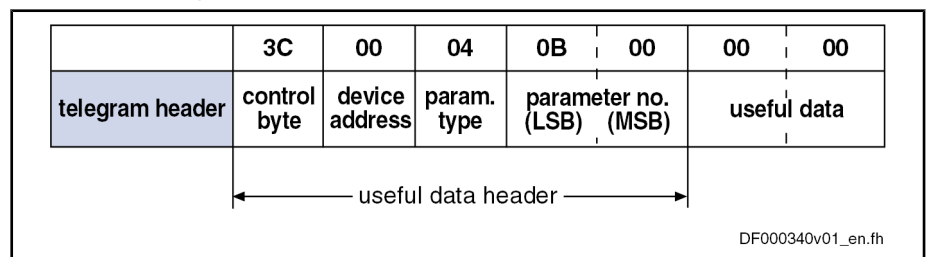 3C 00 04 0B 00 00 00
telegram header control byte device address param. type parameter no. (LSB) (MSB) useful data
useful data header
DF000340v01_en.fh